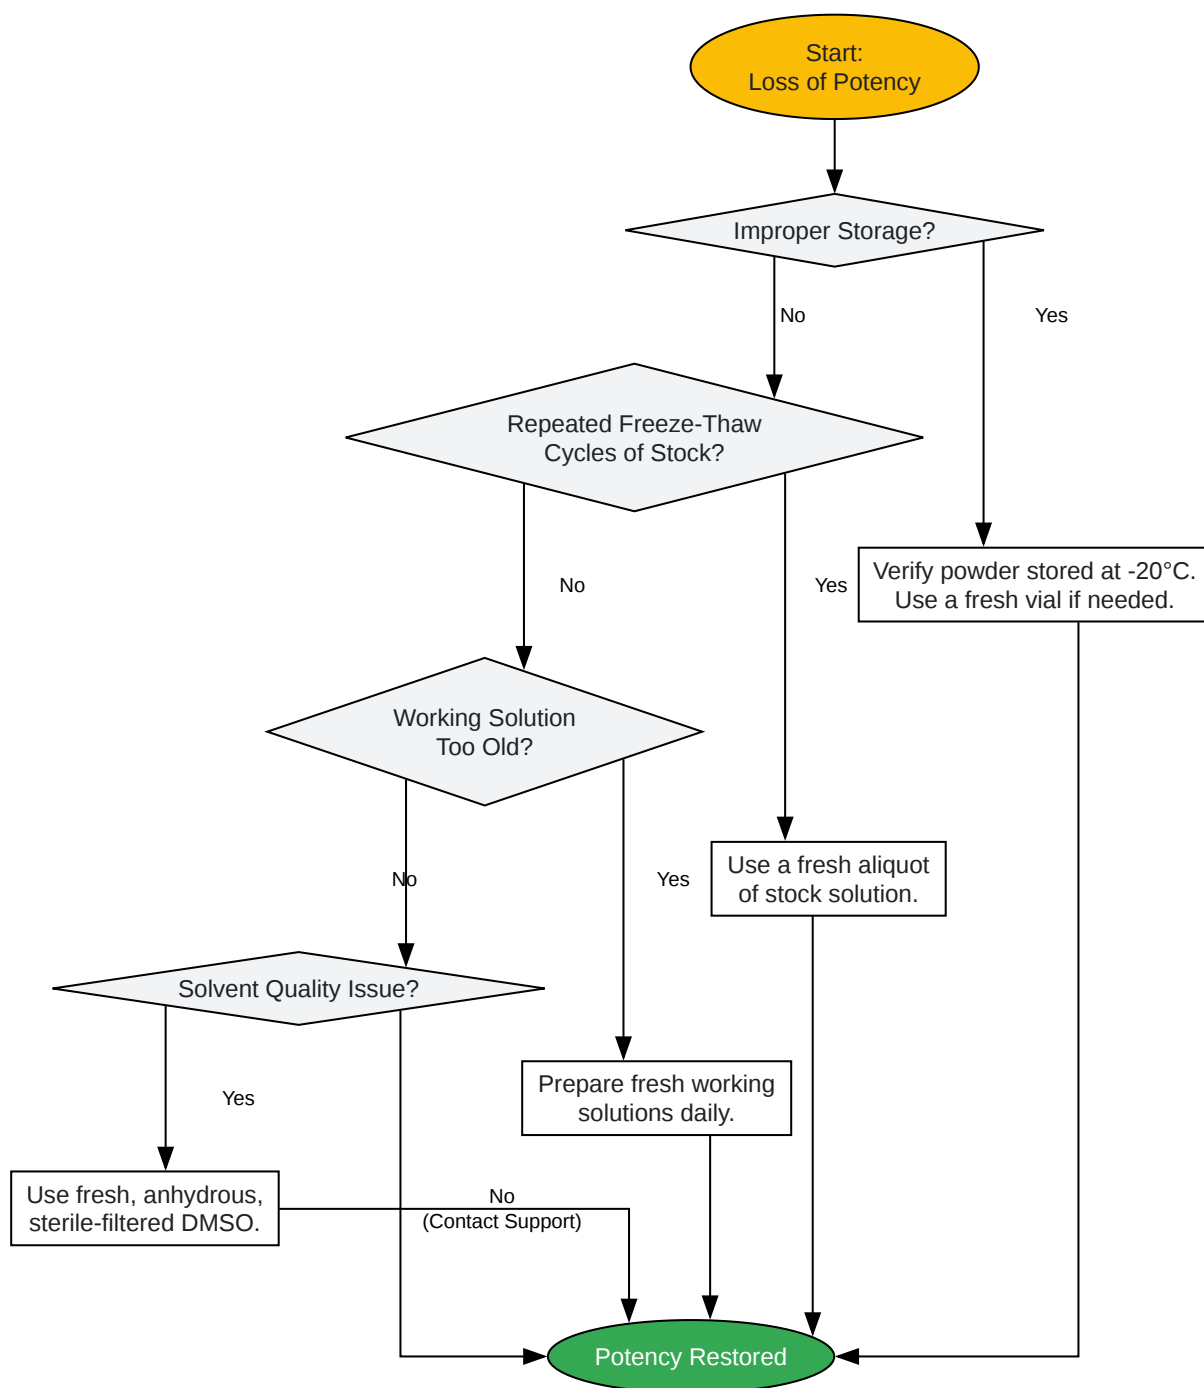 Start:
Loss of Potency
Improper Storage?
No
Yes
Repeated Freeze-Thaw
Cycles of Stock?
Verify powder stored at -20°C.
Use a fresh vial if needed.
No
Yes
Working Solution
Too Old?
Use a fresh aliquot
of stock solution.
No
Yes
Solvent Quality Issue?
Prepare fresh working
solutions daily.
Yes
Use fresh, anhydrous,
sterile-filtered DMSO.
No
(Contact Support)
Potency Restored